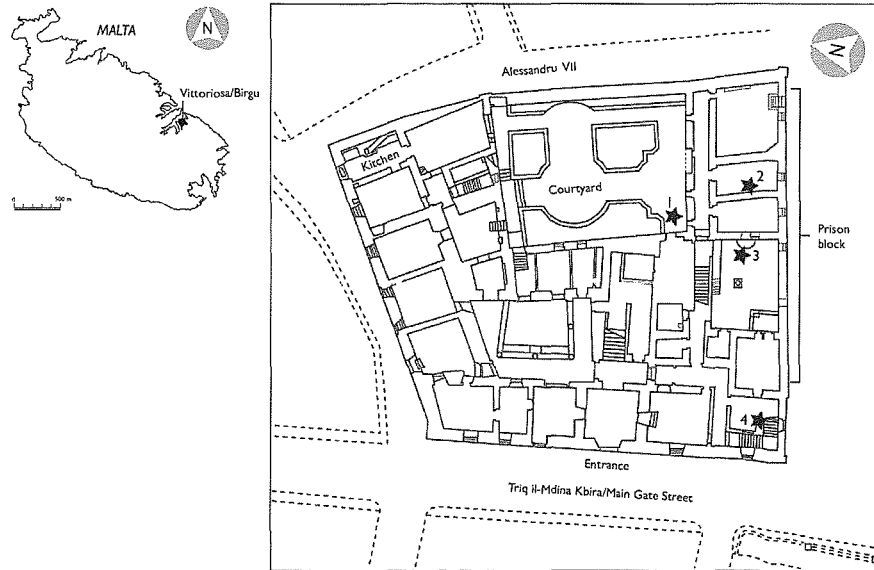 MALTA
N
Vittoriosa/Birgu
0
500 m
N
Alessandru VII
Kitchen
Courtyard
1
2
3
4
Prison
block
Entrance
Triq il-Mdina Kbira/Main Gate Street